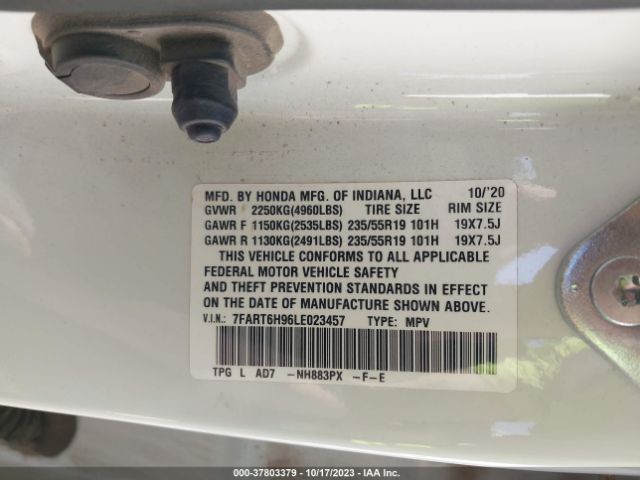 MFD. BY HONDA MFG. OF INDIANA, LLC 10/'20
GVWR 2250KG(4960LBS) TIRE SIZE RIM SIZE
GAWR F 1150KG(2535LBS) 235/55R19 101H 19X7.5J
GAWR R 1130KG(2491LBS) 235/55R19 101H 19X7.5J
THIS VEHICLE CONFORMS TO ALL APPLICABLE
FEDERAL MOTOR VEHICLE SAFETY
AND THEFT PREVENTION STANDARDS IN EFFECT
ON THE DATE OF MANUFACTURE SHOWN ABOVE.
V.I.N.: 7FART6H96LE023457 TYPE: MPV
TPG L AD7 -NH883PX -F-E
000-37803379 - 10/17/2023 - IAA Inc.